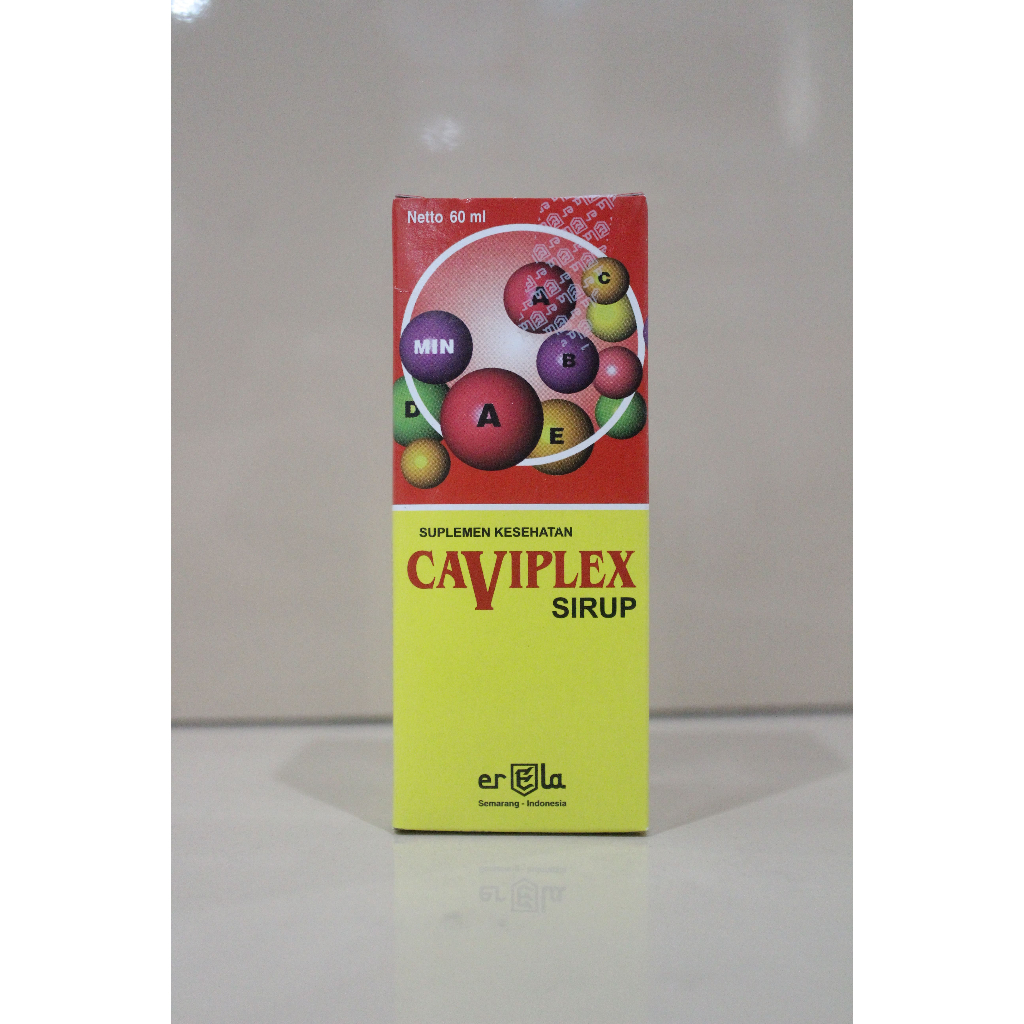 Netto 60 ml
A
C
MIN
B
D
A
E
SUPLEMEN KESEHATAN
CAVIPLEX
SIRUP
erEla
Semarang - Indonesia